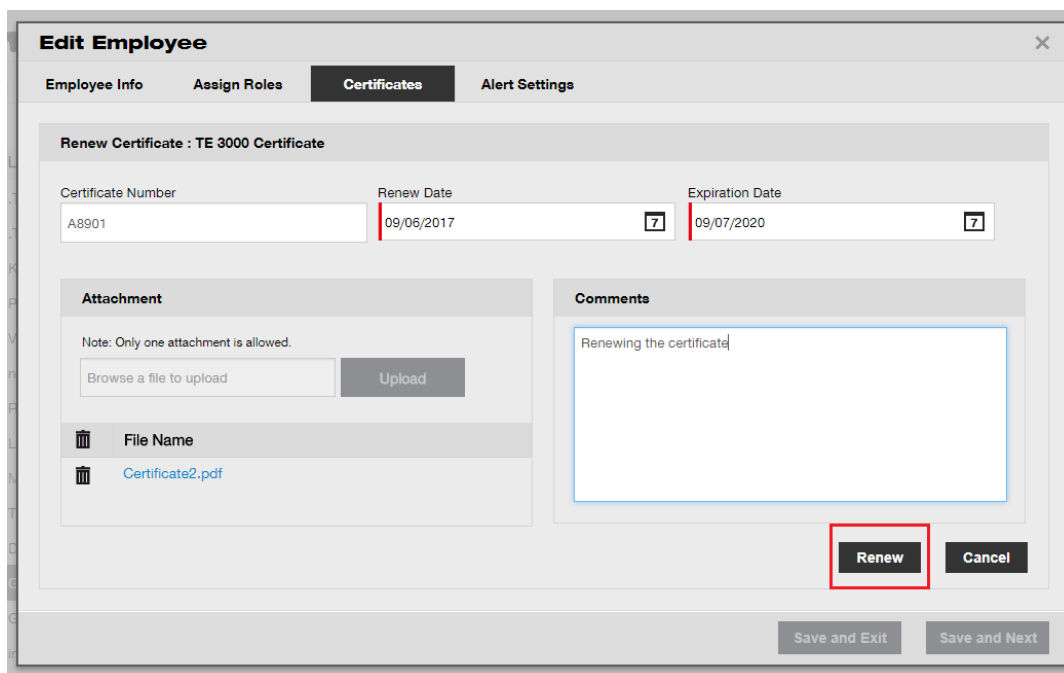 Edit Employee
Employee Info Assign Roles Certificates Alert Settings
Renew Certificate : TE 3000 Certificate
Certificate Number Renew Date Expiration Date
A8901 09/06/2017 7 09/07/2020 7
Attachment Comments
Note: Only one attachment is allowed. Renewing the certificate
Browse a file to upload Upload
File Name
Certificate2.pdf
Renew Cancel
Save and Exit Save and Next